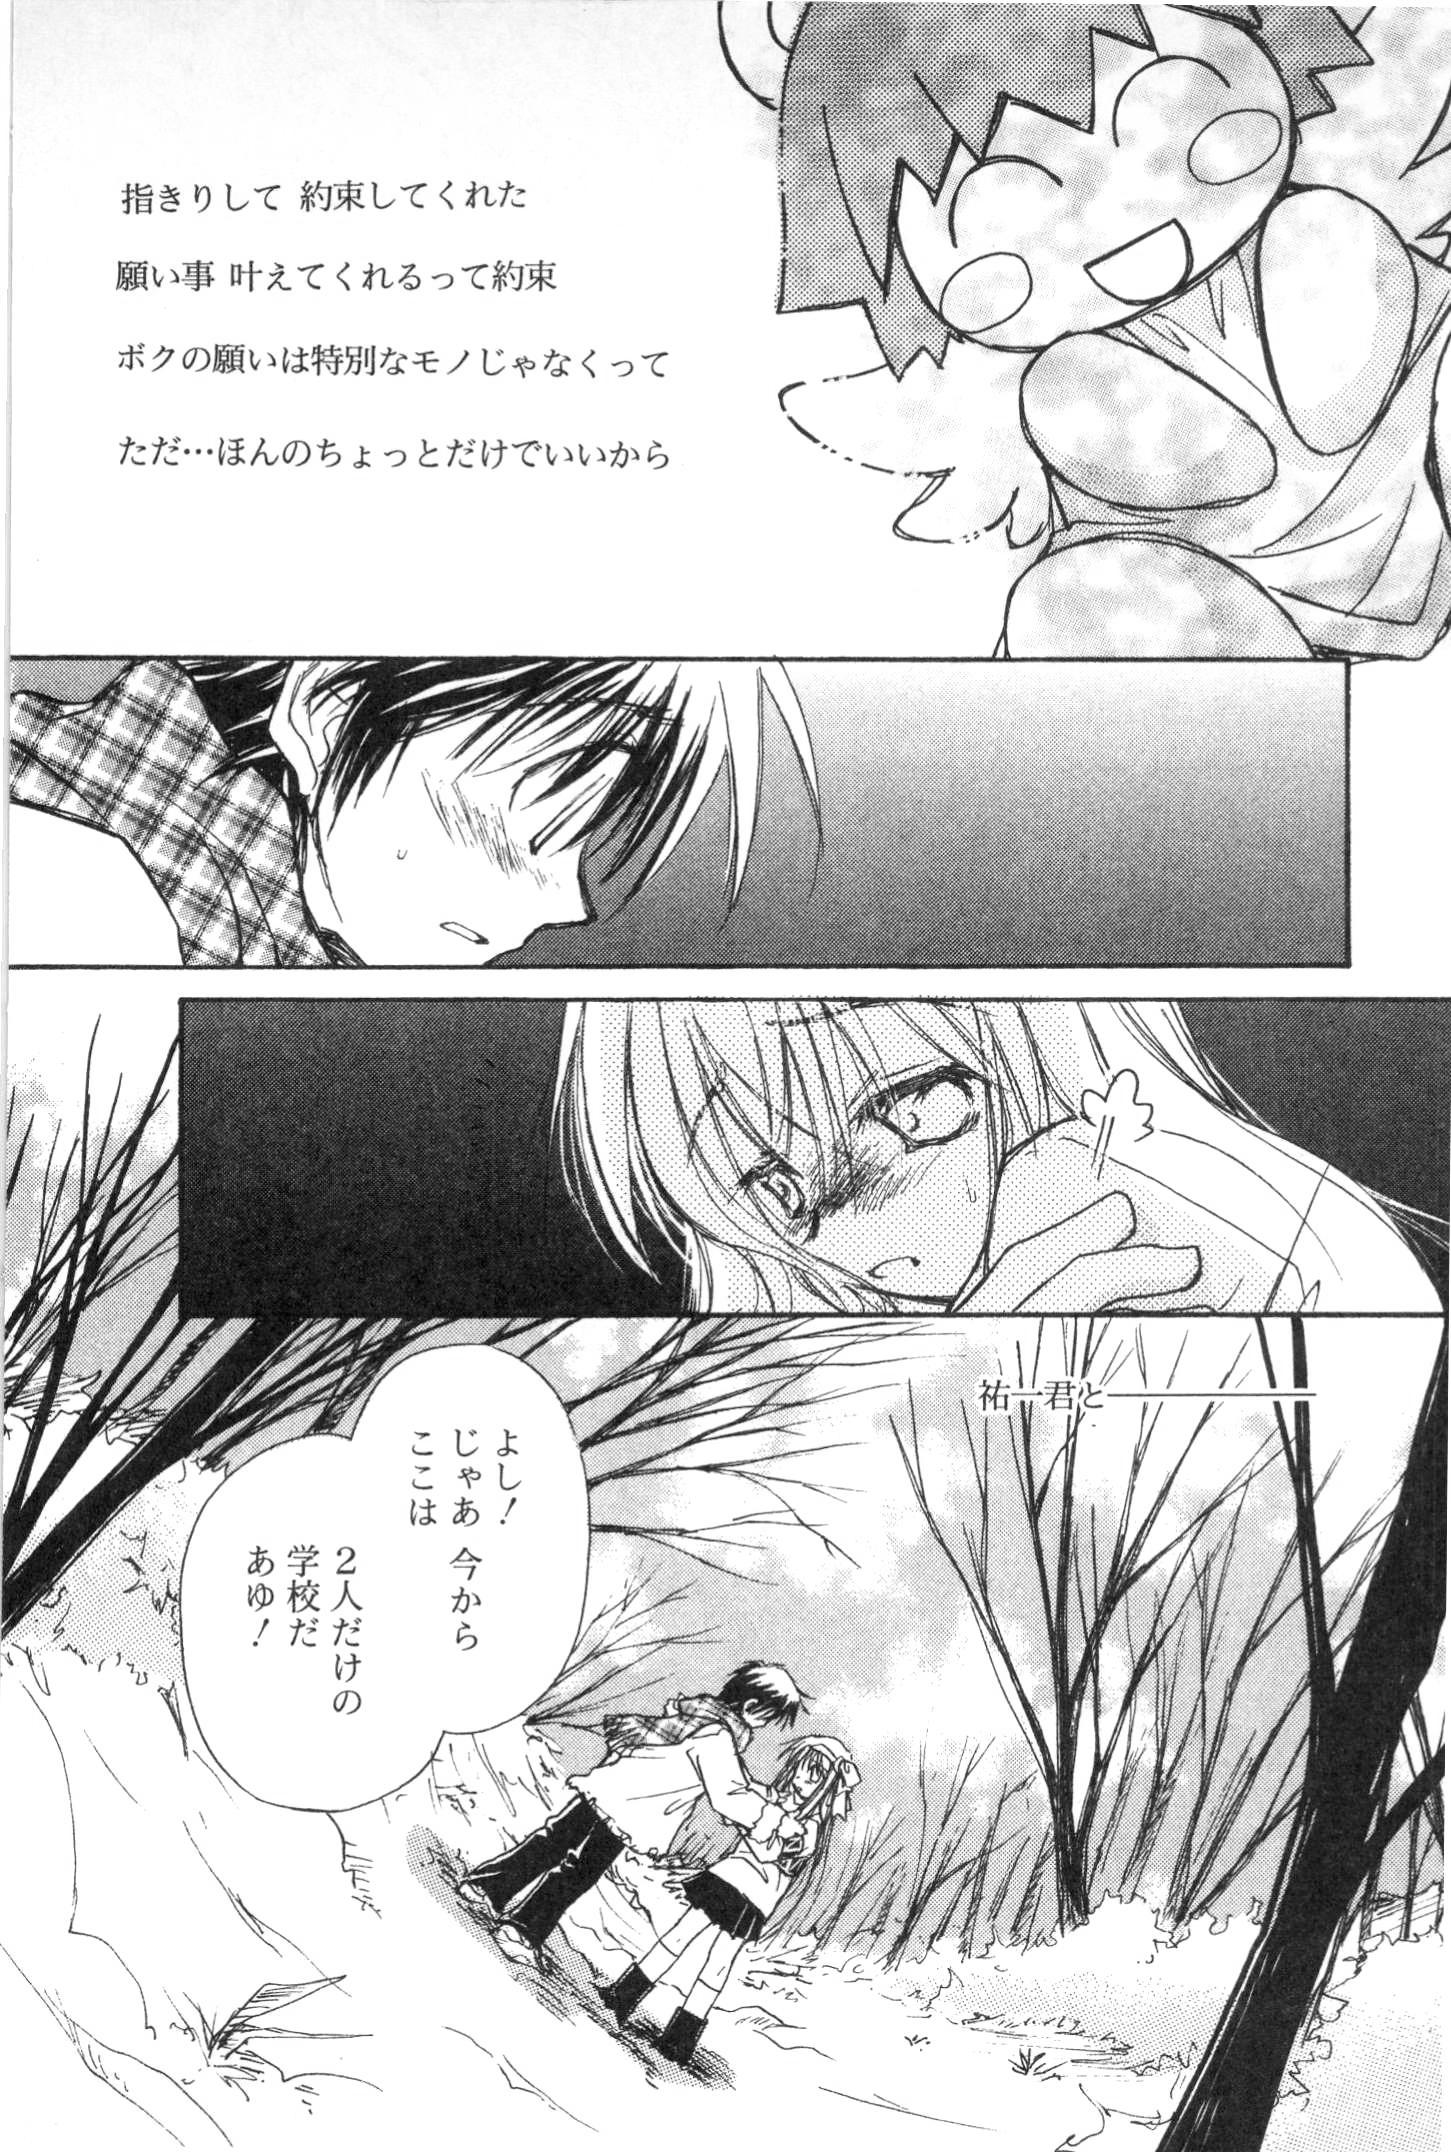 指きりして 約束してくれた
願い事 叶えてくれるって約束
ボクの願いは特別なモノじゃなくって
ただ…ほんのちょっとだけでいいから
祐一君と――――
よし！
じゃあ 今から
ここは
2人だけの
学校だ
あゆ！